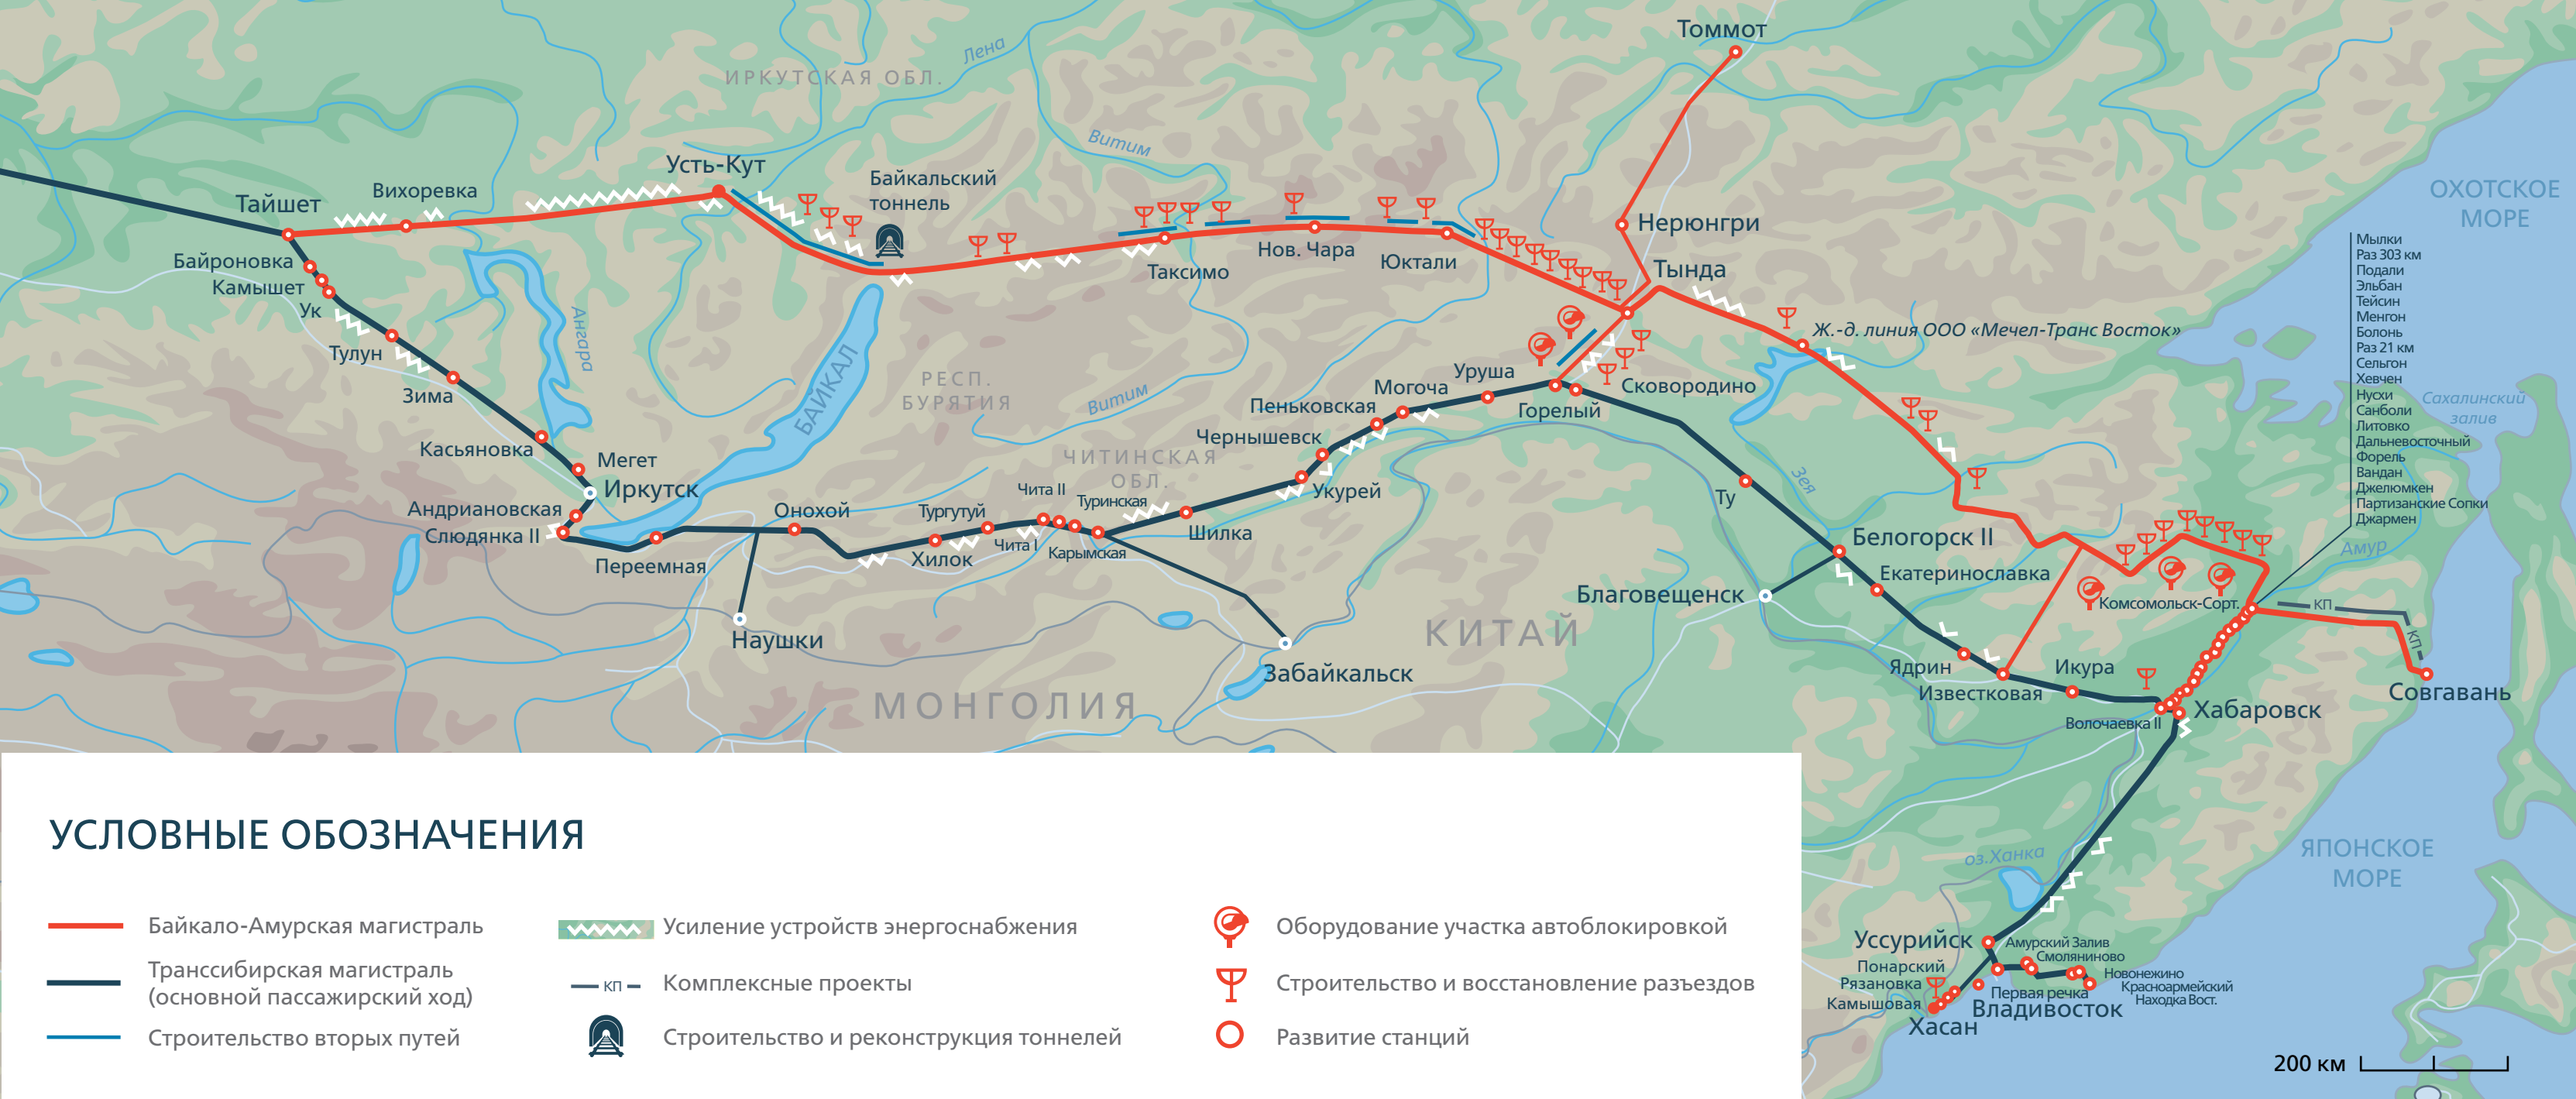 Томмот
Лена
ИРКУТСКАЯ ОБЛ.
Витим
Усть-Кут
Байкальский
тоннель
Вихоревка
Тайшет
ОХОТСКОЕ
МОРЕ
Нерюнгри
Нов. Чара
Юктали
Таксимо
Тында
Байроновка
Камышет
Ук
Ангара
Ж.-д. линия ООО «Мечел-Транс Восток»
Тулун
Зима
БАЙКАЛ
РЕСП.
БУРЯТИЯ
Витим
Уруша
Могоча
Сковородино
Горелый
Пеньковская
Чернышевск
Касьяновка
Мегет
Иркутск
ЧИТИНСКАЯ
ОБЛ.
Укурей
Зея
Ту
Чита II
Туринская
Андриановская
Слюдянка II
Переемная
Онохой
Тургутуй
Хилок
Чита I
Карымская
Шилка
Мылки
Раз 303 км
Подали
Эльбан
Тейсин
Менгон
Болонь
Раз 21 км
Сельгон
Хевчен
Нуски
Санболи
Литовко
Дальневосточный
Форель
Вандан
Джелюмкен
Партизанские Сопки
Джармен
Сахалинский
залив
Амур
Белогорск II
Екатеринославка
Благовещенск
Комсомольск-Сорт.
КП
КП
Наушки
КИТАЙ
Забайкальск
МОНГОЛИЯ
Ядрин
Известковая
Икура
Волочаевка II
Хабаровск
Совгавань
ЯПОНСКОЕ
МОРЕ
оз.Ханка
Уссурийск
Амурский Залив
Смоляниново
Понарский
Рязановка
Камышовая
Новонежино
Красноармейский
Находка Вост.
Первая речка
Владивосток
Хасан
200 км
УСЛОВНЫЕ ОБОЗНАЧЕНИЯ
Байкало-Амурская магистраль
Транссибирская магистраль
(основной пассажирский ход)
Строительство вторых путей
Усиление устройств энергоснабжения
КП
Комплексные проекты
Строительство и реконструкция тоннелей
Оборудование участка автоблокировкой
Строительство и восстановление разъездов
Развитие станций